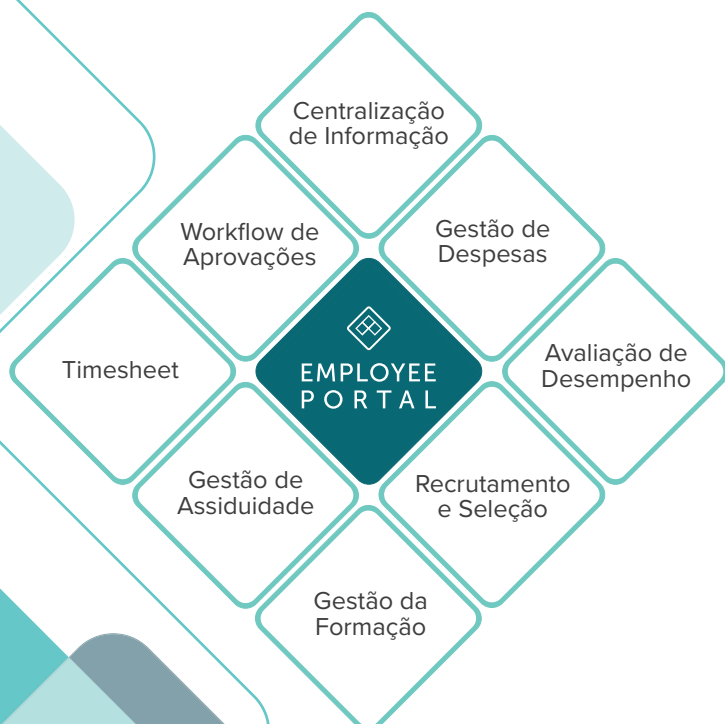 Centralização
de Informação
Workflow de
Aprovações
Gestão de
Despesas
Timesheet
EMPLOYEE
PORTAL
Avaliação de
Desempenho
Gestão de
Assiduidade
Recrutamento
e Seleção
Gestão da
Formação